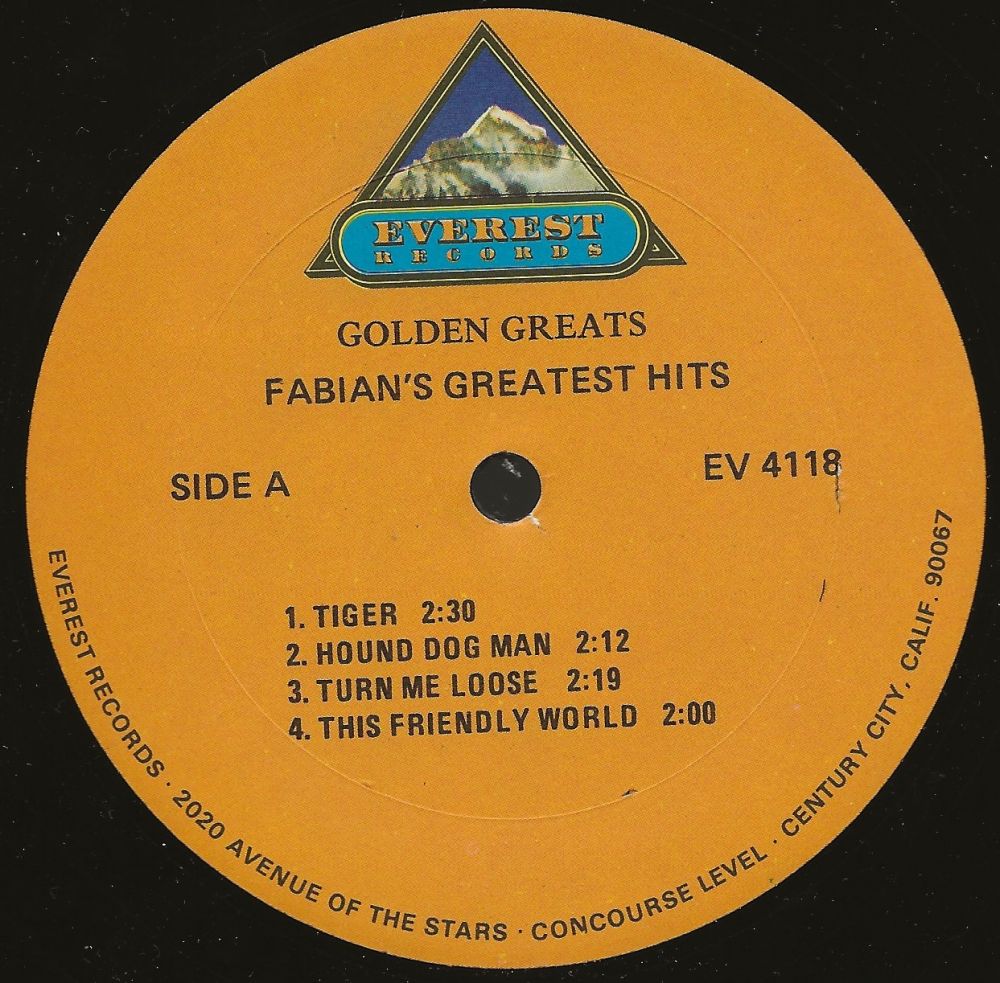 EVEREST
RECORDS
GOLDEN GREATS
FABIAN'S GREATEST HITS
SIDE A
EV 4118
1. TIGER 2:30
2. HOUND DOG MAN 2:12
3. TURN ME LOOSE 2:19
4. THIS FRIENDLY WORLD 2:00
EVEREST RECORDS · 2020 AVENUE OF THE STARS · CONCOURSE LEVEL · CENTURY CITY, CALIF. 90067